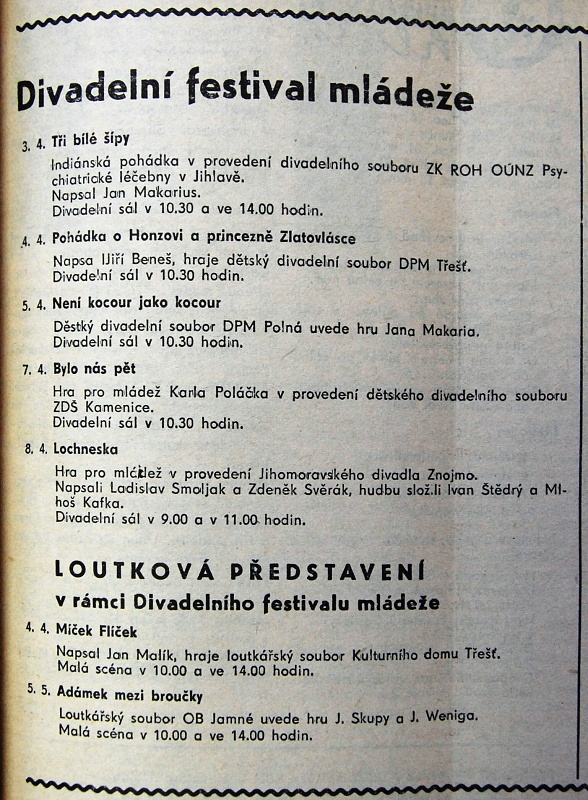 Divadelní festival mládeže
3. 4. Tři bílé šípy
Indiánská pohádka v provedení divadelního souboru ZK ROH OÚNZ Psy-
chiatrické léčebny v Jihlavě.
Napsal Jan Makarius.
Divadelní sál v 10.30 a ve 14.00 hodin.
4. 4. Pohádka o Honzovi a princezně Zlatovlásce
Napsa lJiří Beneš, hraje dětský divadelní soubor DPM Třešť.
Divadelní sál v 10.30 hodin.
5. 4. Není kocour jako kocour
Děstký divadelní soubor DPM Polná uvede hru Jana Makaria.
Divadelní sál v 10.30 hodin.
7. 4. Bylo nás pět
Hra pro mládež Karla Poláčka v provedení dětského divadelního souboru
ZDŠ Kamenice.
Divadelní sál v 10.30 hodin.
8. 4. Lochneska
Hra pro mládež v provedení Jihomoravského divadla Znojmo.
Napsali Ladislav Smoljak a Zdeněk Svěrák, hudbu složili Ivan Štědrý a Ml-
hoš Kafka.
Divadelní sál v 9.00 a v 11.00 hodin.
LOUTKOVÁ PŘEDSTAVENÍ
v rámci Divadelního festivalu mládeže
4. 4. Míček Flíček
Napsal Jan Malík, hraje loutkářský soubor Kulturního domu Třešť.
Malá scéna v 10.00 a ve 14.00 hodin.
5. 5. Adámek mezi broučky
Loutkářský soubor OB Jamné uvede hru J. Skupy a J. Weniga.
Malá scéna v 10.00 a ve 14.00 hodin.